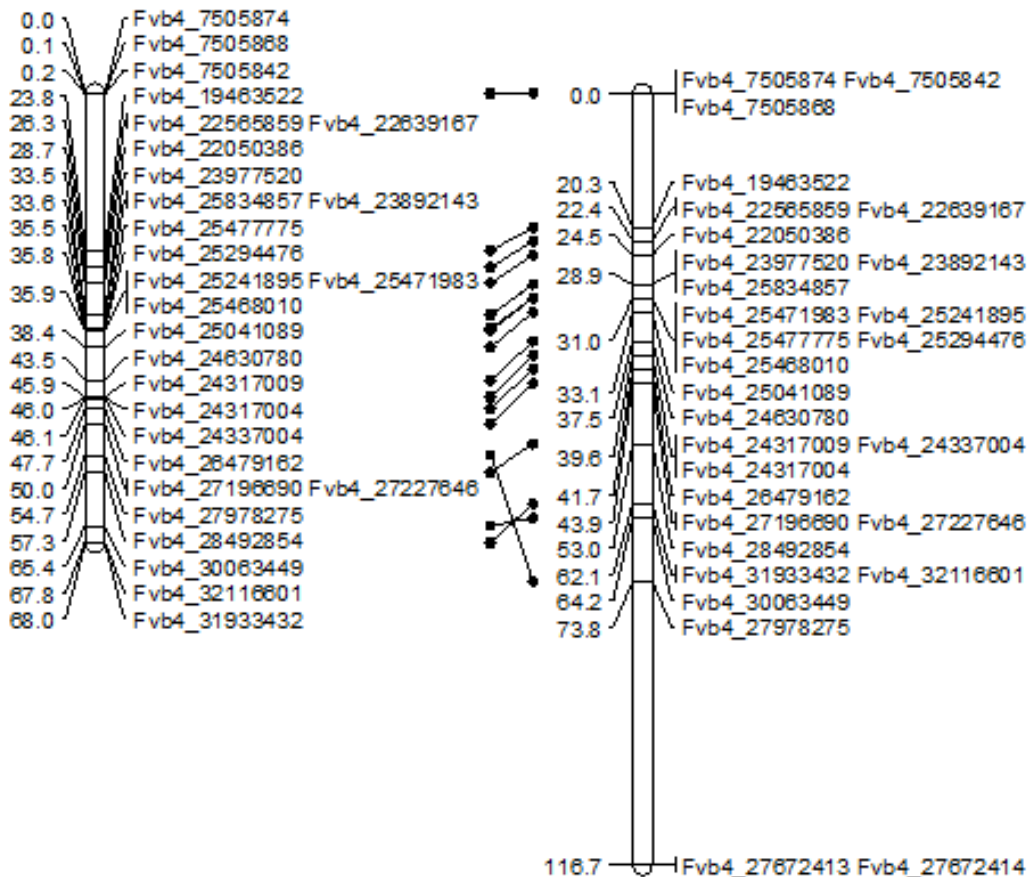 0.0 Fvb4_7505874
0.1 Fvb4_7505868
0.2 Fvb4_7505842
23.8 Fvb4_19463522
26.3 Fvb4_22565859 Fvb4_22639167
28.7 Fvb4_22050386
33.5 Fvb4_23977520
33.6 Fvb4_25834857 Fvb4_23892143
35.5 Fvb4_25477775
35.8 Fvb4_25294476
35.9 Fvb4_25241895 Fvb4_25471983
Fvb4_25468010
38.4 Fvb4_25041089
43.5 Fvb4_24630780
45.9 Fvb4_24317009
46.0 Fvb4_24317004
46.1 Fvb4_24337004
47.7 Fvb4_26479162
50.0 Fvb4_27196690 Fvb4_27227646
54.7 Fvb4_27978275
57.3 Fvb4_28492854
65.4 Fvb4_30063449
67.8 Fvb4_32116601
68.0 Fvb4_31933432
0.0 Fvb4_7505874 Fvb4_7505842
Fvb4_7505868
20.3 Fvb4_19463522
22.4 Fvb4_22565859 Fvb4_22639167
24.5 Fvb4_22050386
28.9 Fvb4_23977520 Fvb4_23892143
Fvb4_25834857
31.0 Fvb4_25471983 Fvb4_25241895
Fvb4_25477775 Fvb4_25294476
Fvb4_25468010
33.1 Fvb4_25041089
37.5 Fvb4_24630780
39.6 Fvb4_24317009 Fvb4_24337004
Fvb4_24317004
41.7 Fvb4_26479162
43.9 Fvb4_27196690 Fvb4_27227646
53.0 Fvb4_28492854
62.1 Fvb4_31933432 Fvb4_32116601
64.2 Fvb4_30063449
73.8 Fvb4_27978275
116.7 Fvb4_27672413 Fvb4_27672414